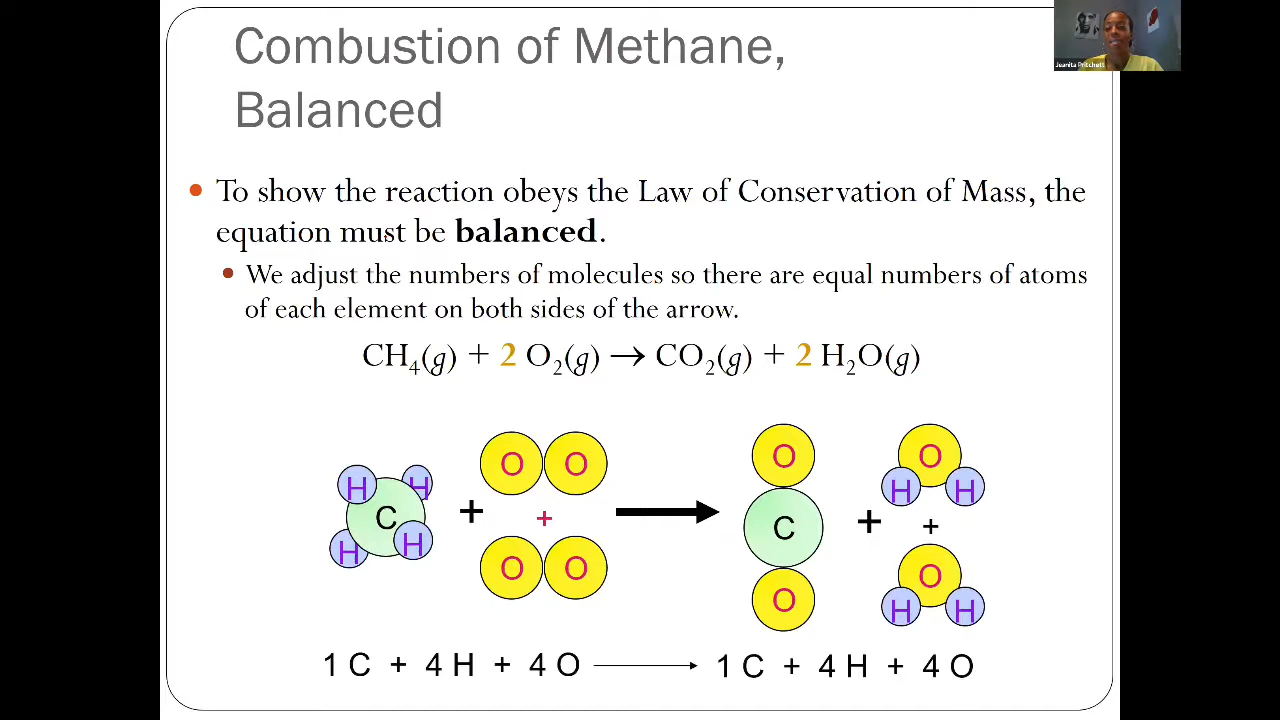 Combustion of Methane,
Balanced
Jeanita Pritchett
• To show the reaction obeys the Law of Conservation of Mass, the
equation must be balanced.
• We adjust the numbers of molecules so there are equal numbers of atoms
of each element on both sides of the arrow.
CH₄(g) + 2 O₂(g) → CO₂(g) + 2 H₂O(g)
H H C H H + O O + O O
O C O + O H H + O H H
1 C + 4 H + 4 O → 1 C + 4 H + 4 O